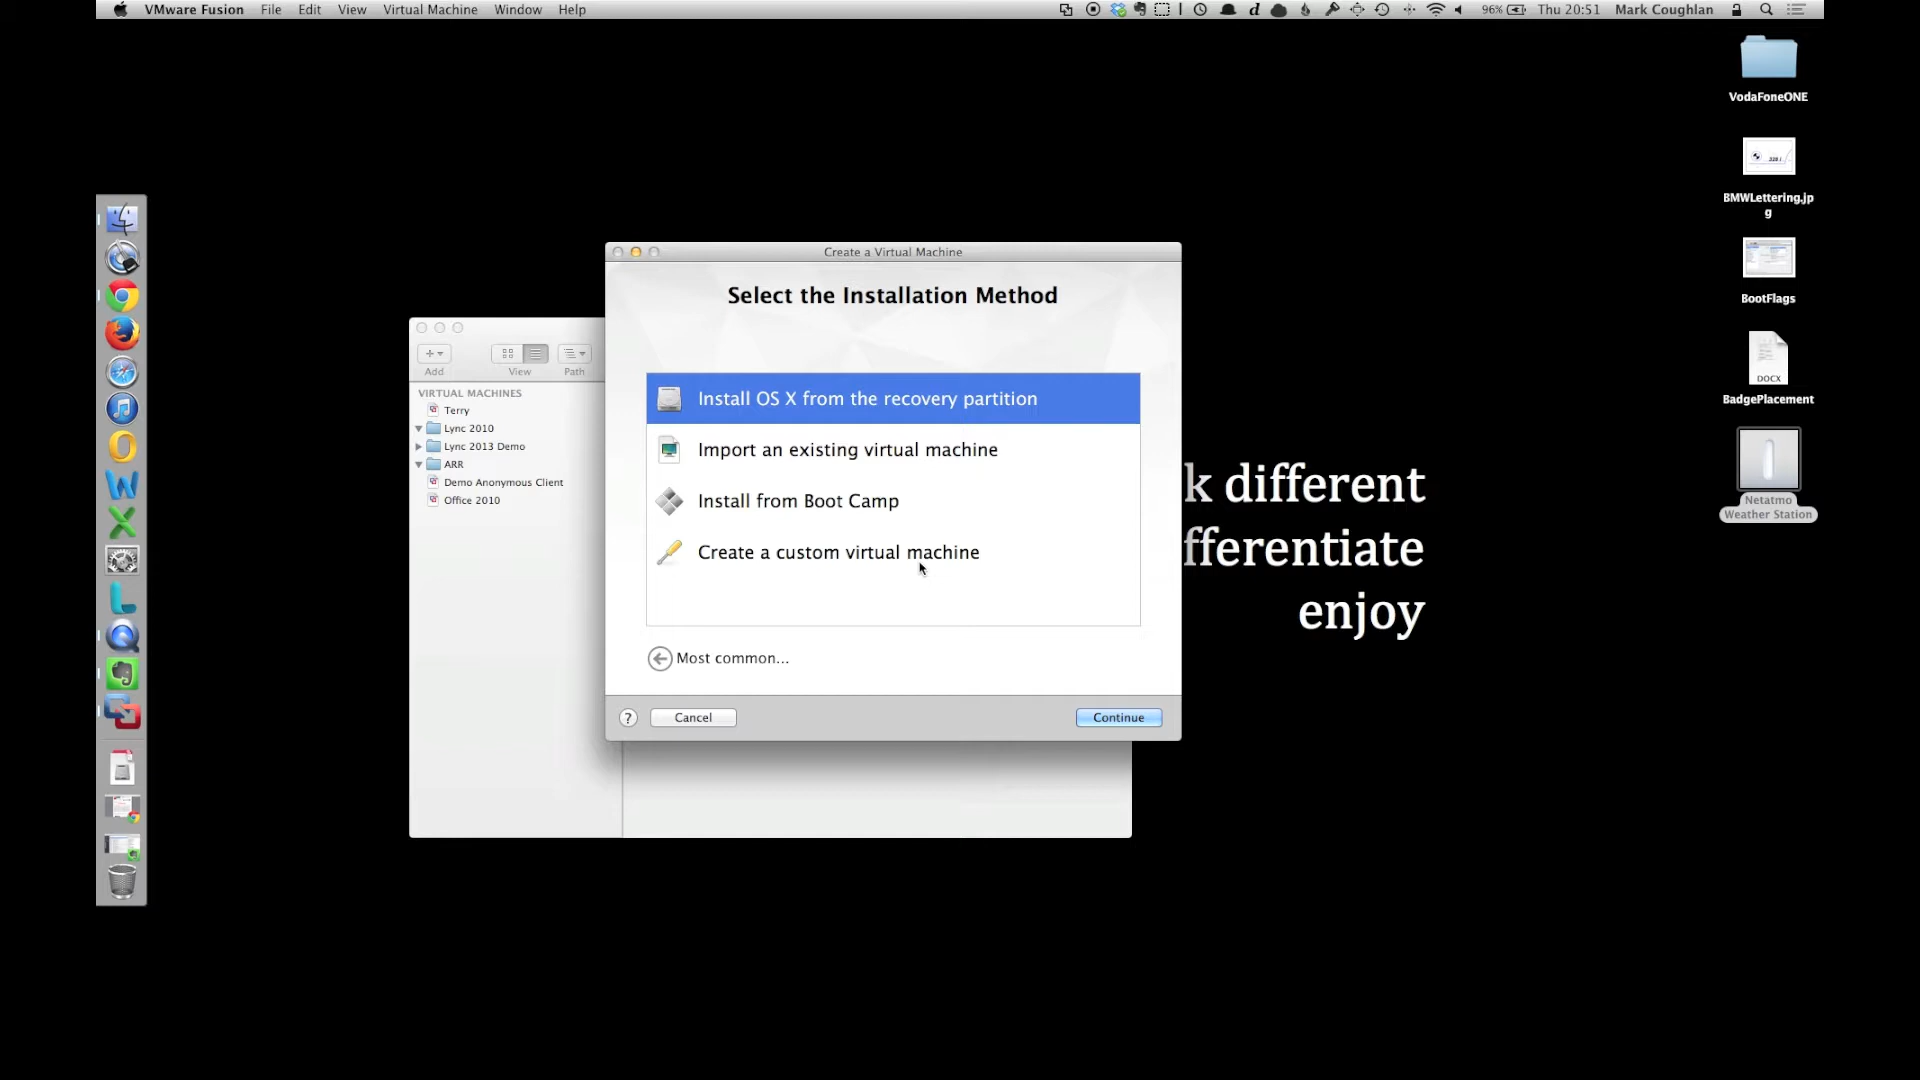 VMware Fusion File Edit View Virtual Machine Window Help
96% Thu 20:51 Mark Coughlan
VodaFoneONE
BMWLettering.jp
g
BootFlags
DOCX
BadgePlacement
Netatmo
Weather Station
Create a Virtual Machine
Select the Installation Method
Install OS X from the recovery partition
Import an existing virtual machine
Install from Boot Camp
Create a custom virtual machine
Most common...
? Cancel Continue
Add View Path
VIRTUAL MACHINES
Terry
Lync 2010
Lync 2013 Demo
ARR
Demo Anonymous Client
Office 2010
k different
fferentiate
enjoy